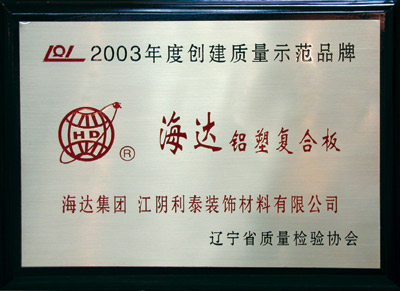 LQL 2003年度创建质量示范品牌
HD ® 海达 铝塑复合板
海达集团 江阴利泰装饰材料有限公司
辽宁省质量检验协会